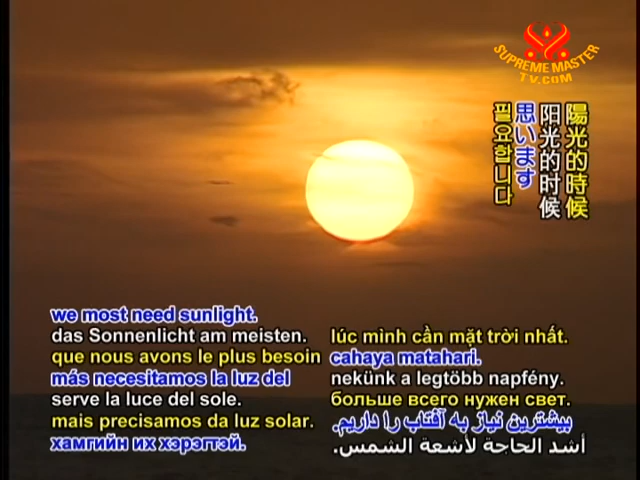 SUPREME MASTER
TV.COM
陽光的時候
阳光的时候
思います
필요합니다
we most need sunlight.
das Sonnenlicht am meisten.
que nous avons le plus besoin
más necesitamos la luz del
serve la luce del sole.
mais precisamos da luz solar.
хамгийн их хэрэгтэй.
lúc mình cần mặt trời nhất.
cahaya matahari.
nekünk a legtöbb napfény.
больше всего нужен свет.
بیشترین نیاز به آفتاب را داریم.
أشد الحاجة لأشعة الشمس.